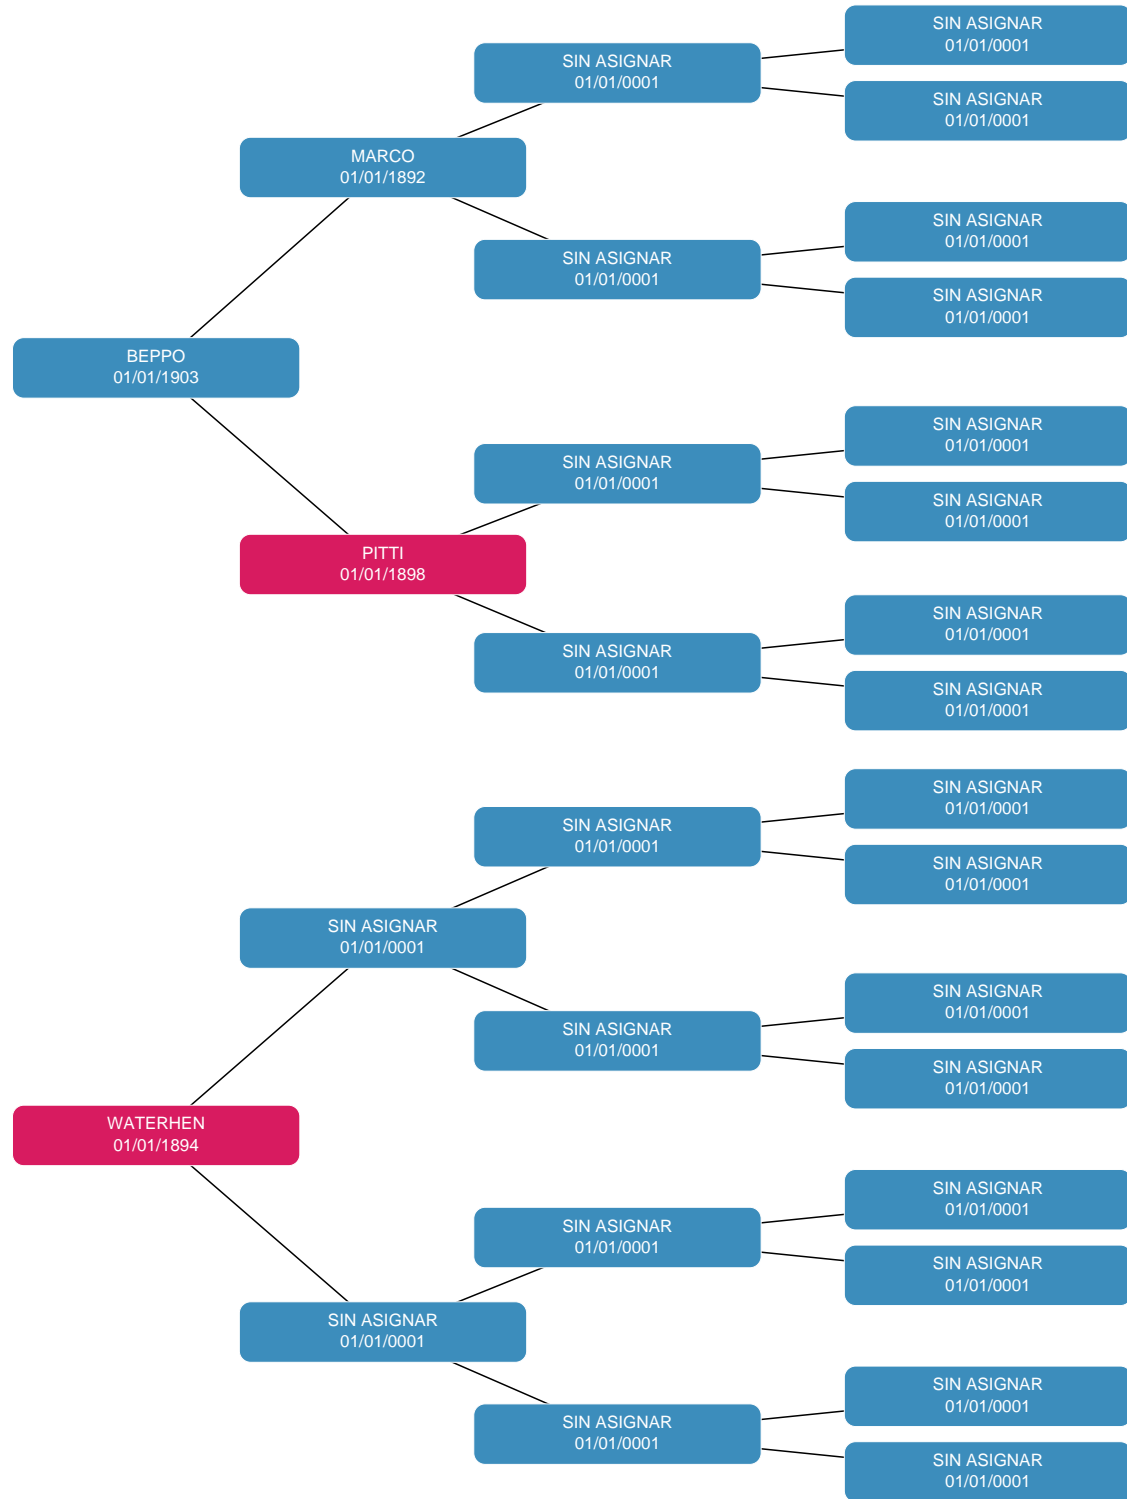 SIN ASIGNAR
01/01/0001
SIN ASIGNAR
01/01/0001
SIN ASIGNAR
01/01/0001
MARCO
01/01/1892
SIN ASIGNAR
01/01/0001
SIN ASIGNAR
01/01/0001
SIN ASIGNAR
01/01/0001
BEPPO
01/01/1903
SIN ASIGNAR
01/01/0001
SIN ASIGNAR
01/01/0001
SIN ASIGNAR
01/01/0001
PITTI
01/01/1898
SIN ASIGNAR
01/01/0001
SIN ASIGNAR
01/01/0001
SIN ASIGNAR
01/01/0001
SIN ASIGNAR
01/01/0001
SIN ASIGNAR
01/01/0001
SIN ASIGNAR
01/01/0001
SIN ASIGNAR
01/01/0001
SIN ASIGNAR
01/01/0001
SIN ASIGNAR
01/01/0001
SIN ASIGNAR
01/01/0001
WATERHEN
01/01/1894
SIN ASIGNAR
01/01/0001
SIN ASIGNAR
01/01/0001
SIN ASIGNAR
01/01/0001
SIN ASIGNAR
01/01/0001
SIN ASIGNAR
01/01/0001
SIN ASIGNAR
01/01/0001
SIN ASIGNAR
01/01/0001